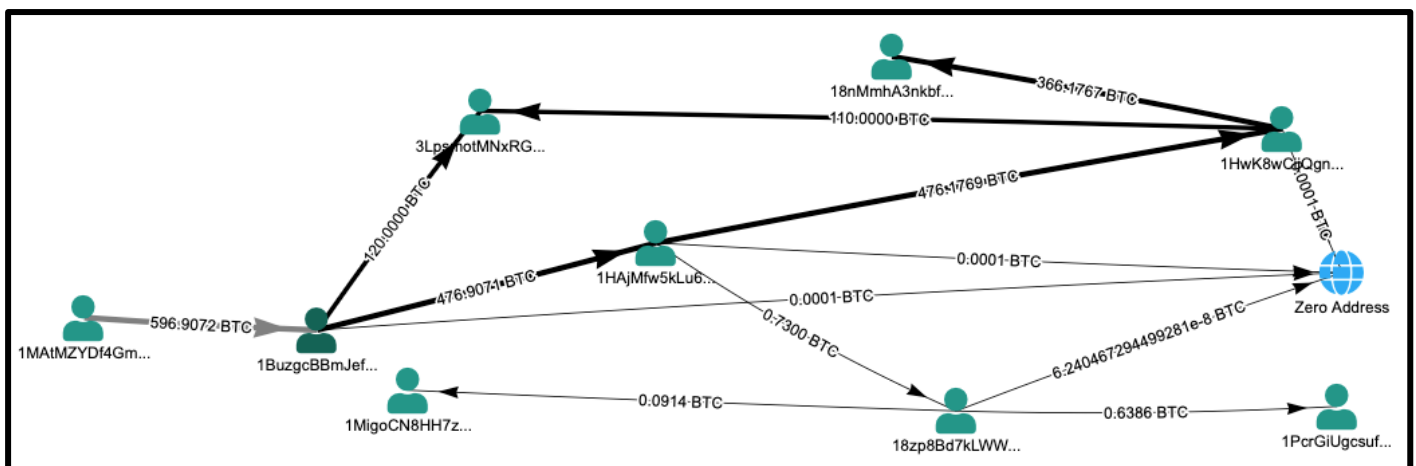 18nMmhA3nkbf...
366.1767 BTC
110.0000 BTC
1HwK8wCjiQgn...
0.0001 BTC
476.1769 BTC
120.0000 BTC
1HAjMfw5kLu6...
0.0001 BTC
476.9071 BTC
0.0001 BTC
Zero Address
596.9072 BTC
1MAtMZYDf4Gm...
1BuzgcBBmJef...
0.7300 BTC
6.240467294499281e-8 BTC
0.0914 BTC
0.6386 BTC
1MigoCN8HH7z...
18zp8Bd7kLWW...
1PcrGiUgcsuf...